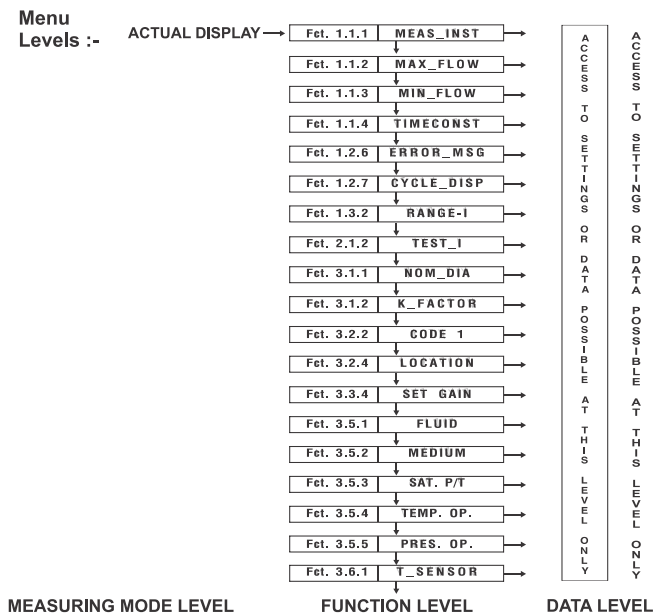 Menu
Levels :-
ACTUAL DISPLAY
Fct. 1.1.1 MEAS_INST
Fct. 1.1.2 MAX_FLOW
Fct. 1.1.3 MIN_FLOW
Fct. 1.1.4 TIMECONST
Fct. 1.2.6 ERROR_MSG
Fct. 1.2.7 CYCLE_DISP
Fct. 1.3.2 RANGE-I
Fct. 2.1.2 TEST_I
Fct. 3.1.1 NOM_DIA
Fct. 3.1.2 K_FACTOR
Fct. 3.2.2 CODE 1
Fct. 3.2.4 LOCATION
Fct. 3.3.4 SET GAIN
Fct. 3.5.1 FLUID
Fct. 3.5.2 MEDIUM
Fct. 3.5.3 SAT. P/T
Fct. 3.5.4 TEMP. OP.
Fct. 3.5.5 PRES. OP.
Fct. 3.6.1 T_SENSOR
ACCESS TO SETTINGS OR DATA POSSIBLE AT THIS LEVEL ONLY
ACCESS TO SETTINGS OR DATA POSSIBLE AT THIS LEVEL ONLY
MEASURING MODE LEVEL
FUNCTION LEVEL
DATA LEVEL